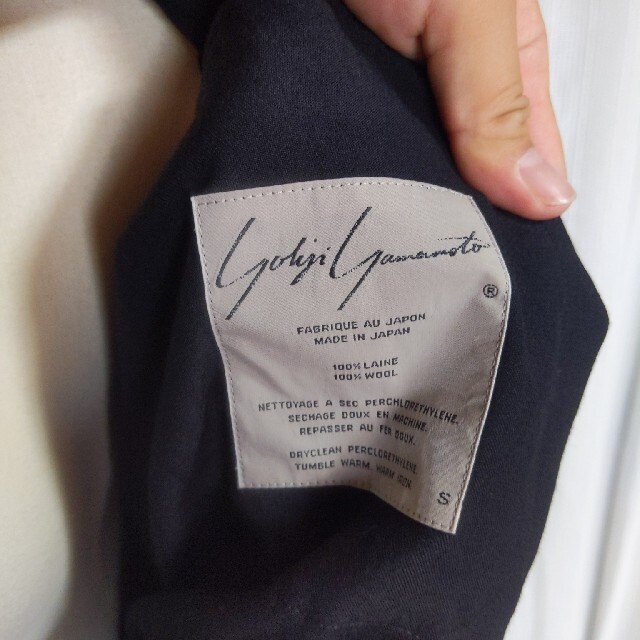 Yohji Yamamoto
®
FABRIQUE AU JAPON
MADE IN JAPAN
100% LAINE
100% WOOL
NETTOYAGE A SEC PERCHLORETHYLENE.
SECHAGE DOUX EN MACHINE.
REPASSER AU FER DOUX.
DRYCLEAN PERCLORETHYLENE.
TUMBLE WARM. WARM IRON.
S